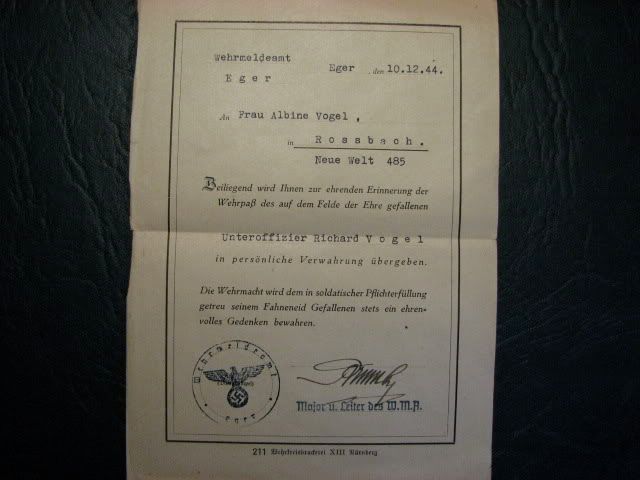 Wehrmeldeamt
Eger
Eger , den 10.12.44.
An Frau Albine Vogel ,
in Rossbach.
Neue Welt 485
Beiliegend wird Ihnen zur ehrenden Erinnerung der
Wehrpaß des auf dem Felde der Ehre gefallenen
Unteroffizier Richard Vogel
in persönliche Verwahrung übergeben.
Die Wehrmacht wird dem in soldatischer Pflichterfüllung
getreu seinem Fahneneid Gefallenen stets ein ehren-
volles Gedenken bewahren.
Wehrmeldeamt
Eger
Major u. Leiter des W.M.A.
211 Wehrkreisdruckerei XIII Nürnberg